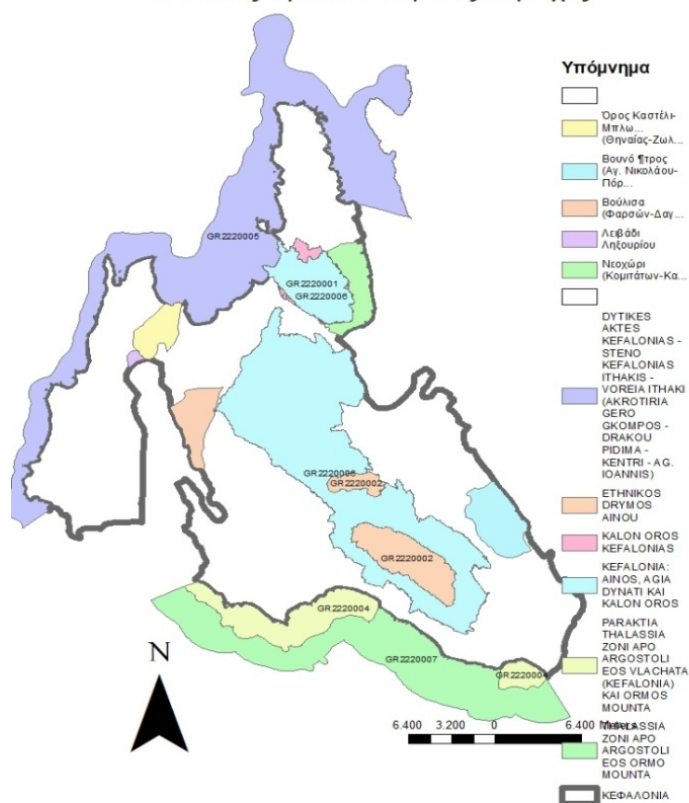 Υπόμνημα
Όρος Καστέλι-
Μπλω...
(Θηναίας-Ζωλ...
Βουνό ¶τρος
(Αγ. Νικολάου-
Πόρ...
Βούλισα
(Φαρσών-Δαγ...
Λειβάδι
Ληξουρίου
Νεοχώρι
(Κομιτάτων-Κα...
DYTIKES
AKTES
KEFALONIAS -
STENO
KEFALONIAS
ITHAKIS -
VOREIA ITHAKI
(AKROTIRIA
GERO
GKOMPOS -
DRAKOU
PIDIMA -
KENTRI - AG.
IOANNIS)
ETHNIKOS
DRYMOS
AINOU
KALON OROS
KEFALONIAS
KEFALONIA:
AINOS, AGIA
DYNATI KAI
KALON OROS
PARAKTIA
THALASSIA
ZONI APO
ARGOSTOLI
EOS VLACHATA
(KEFALONIA)
KAI ORMOS
MOUNTA
THALASSIA
ZONI APO
ARGOSTOLI
EOS ORMO
MOUNTA
ΚΕΦΑΛΟΝΙΑ
GR2220005
GR2220001
GR2220006
GR2220006
GR2220002
GR2220002
GR2220004
GR2220007
GR2220004
N
6.400 3.200 0 6.400 Meters